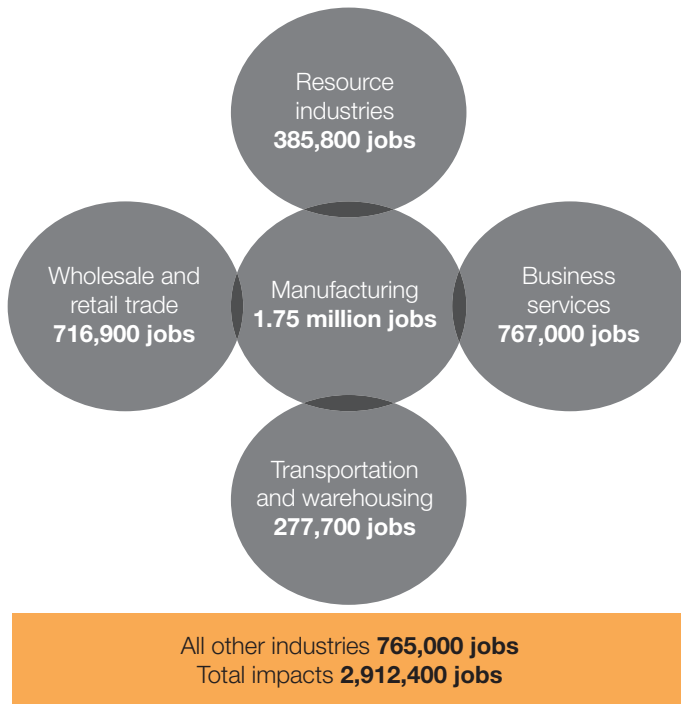 Resource
industries
385,800 jobs
Wholesale and
retail trade
716,900 jobs
Manufacturing
1.75 million jobs
Business
services
767,000 jobs
Transportation
and warehousing
277,700 jobs
All other industries 765,000 jobs
Total impacts 2,912,400 jobs